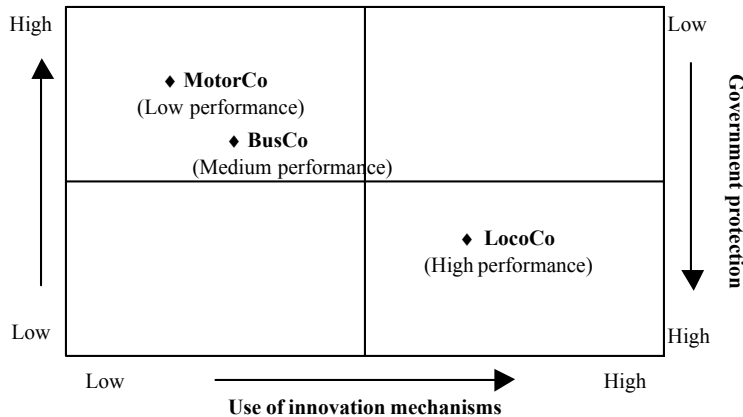 High
Low
♦ MotorCo
(Low performance)
♦ BusCo
(Medium performance)
Government protection
♦ LocoCo
(High performance)
Low
High
Low
High
Use of innovation mechanisms